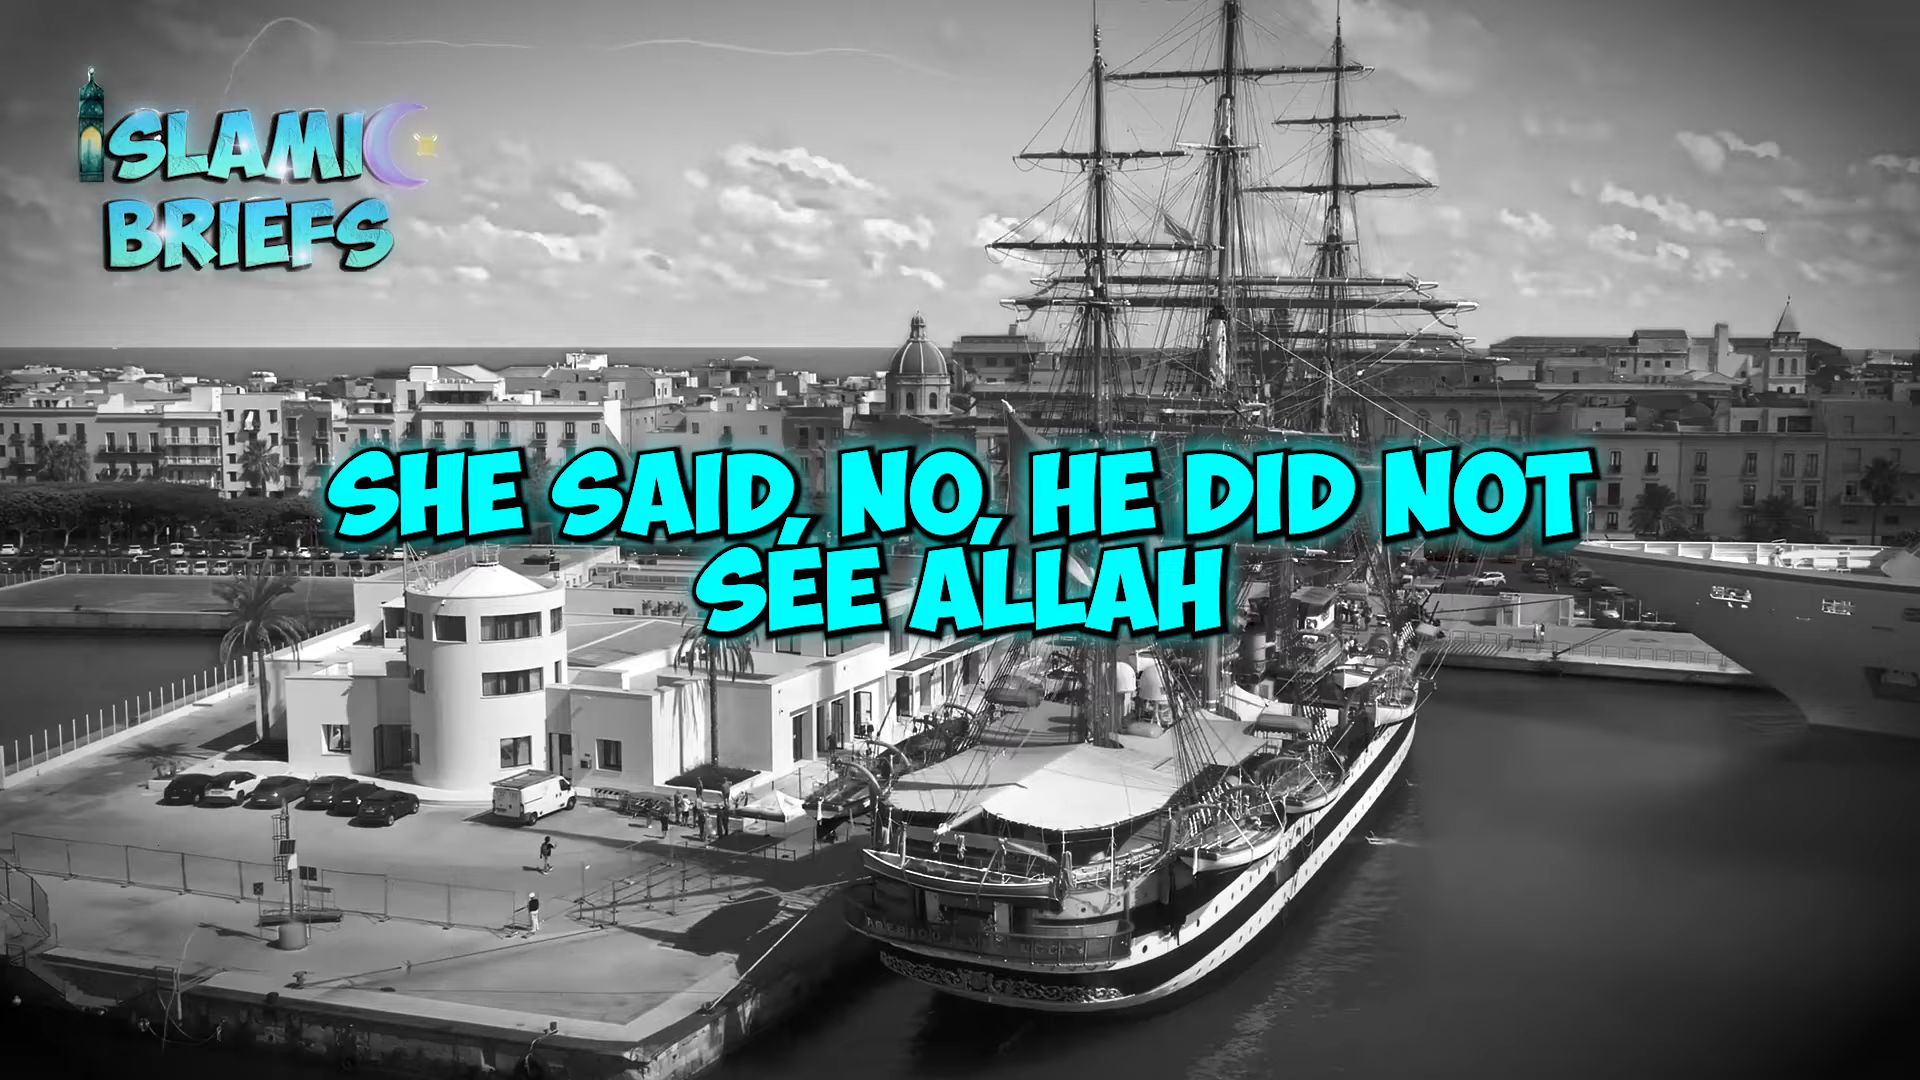 ISLAMIC
BRIEFS
SHE SAID, NO, HE DID NOT
SEE ALLAH